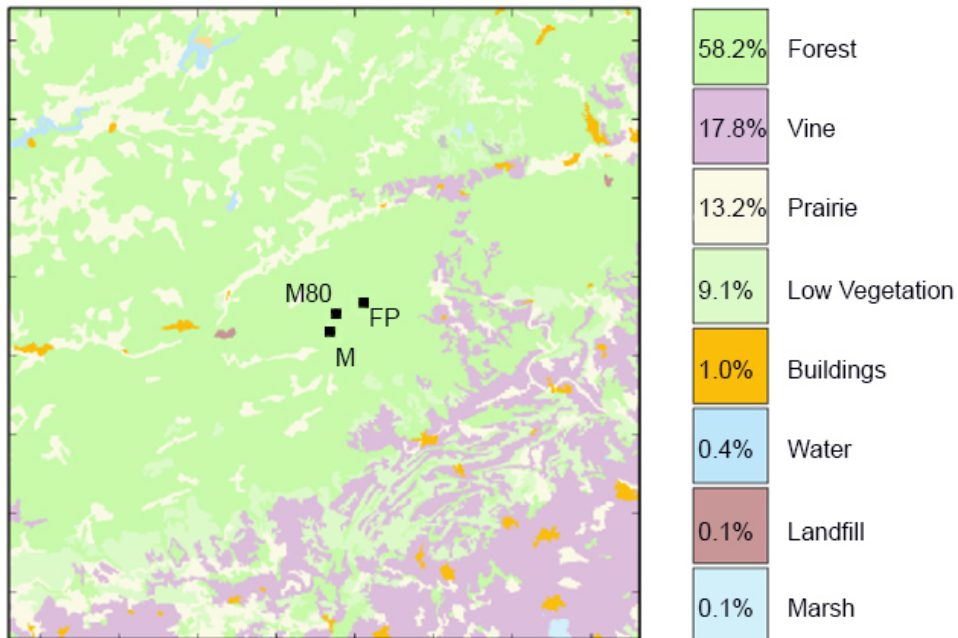 M80
FP
M
58.2% Forest
17.8% Vine
13.2% Prairie
9.1% Low Vegetation
1.0% Buildings
0.4% Water
0.1% Landfill
0.1% Marsh